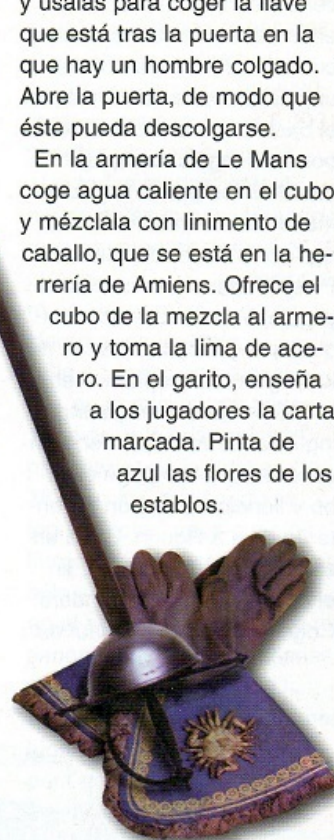 y úsalas para coger la llave
que está tras la puerta en la
que hay un hombre colgado.
Abre la puerta, de modo que
éste pueda descolgarse.
En la armería de Le Mans
coge agua caliente en el cubo
y mézclala con linimento de
caballo, que se está en la he-
rrería de Amiens. Ofrece el
cubo de la mezcla al arme-
ro y toma la lima de ace-
ro. En el garito, enseña
a los jugadores la carta
marcada. Pinta de
azul las flores de los
establos.